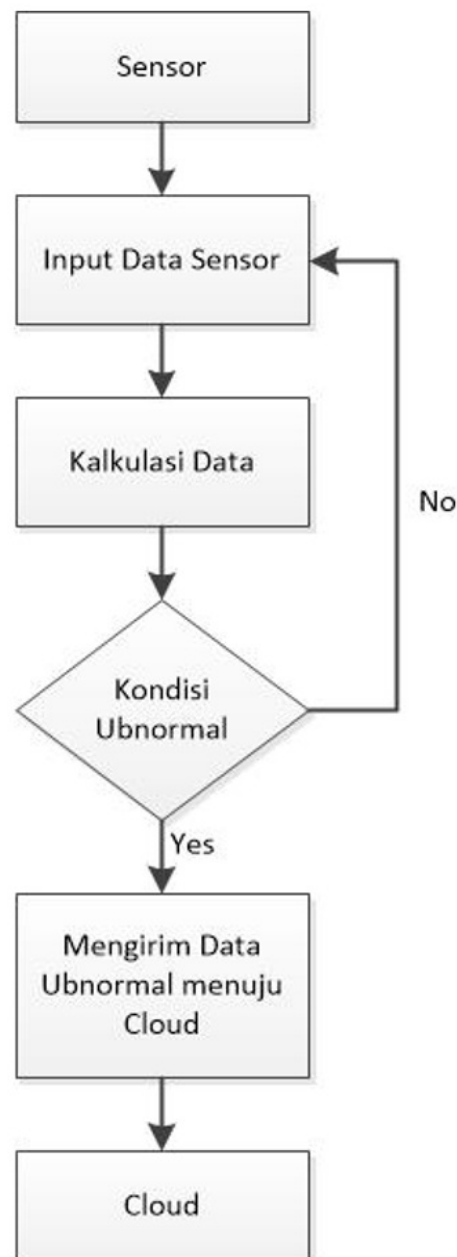 Sensor
Input Data Sensor
Kalkulasi Data
No
Kondisi
Ubnormal
Yes
Mengirim Data
Ubnormal menuju
Cloud
Cloud